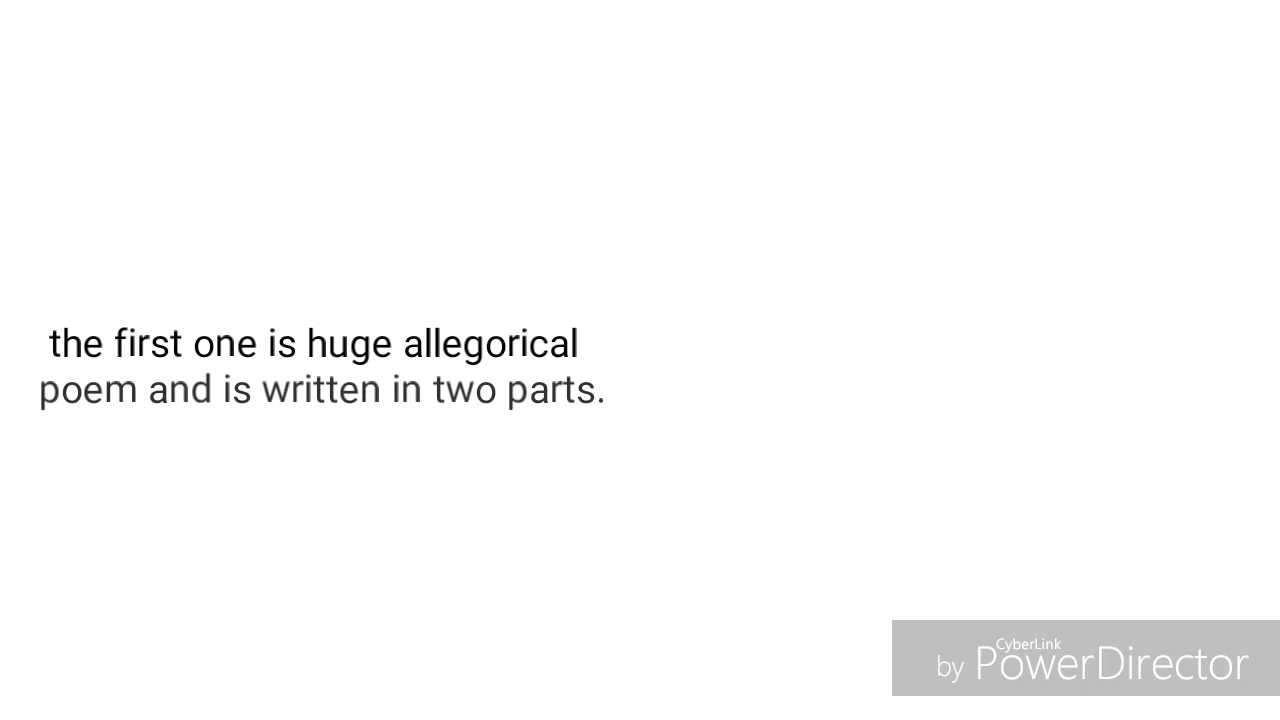 the first one is huge allegorical
poem and is written in two parts.
CyberLink
by PowerDirector